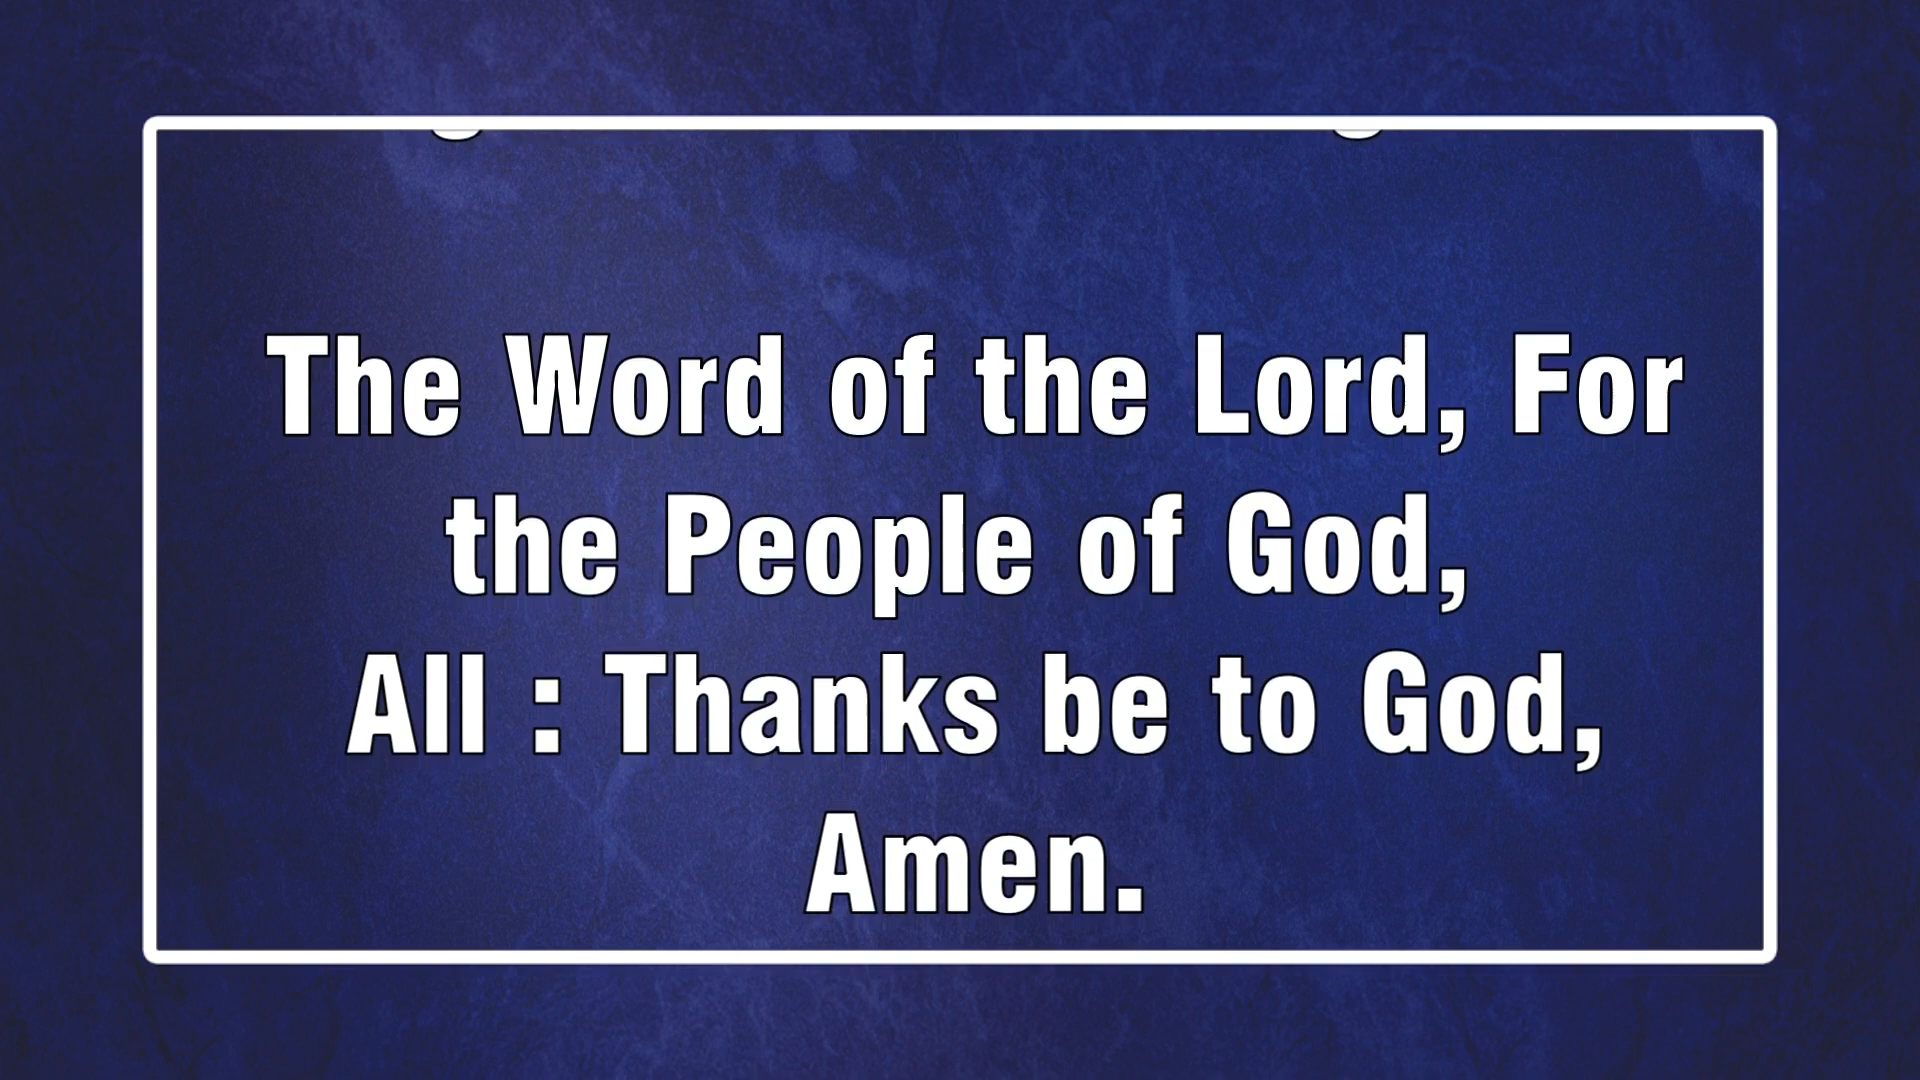 The Word of the Lord, For
the People of God,
All : Thanks be to God,
Amen.